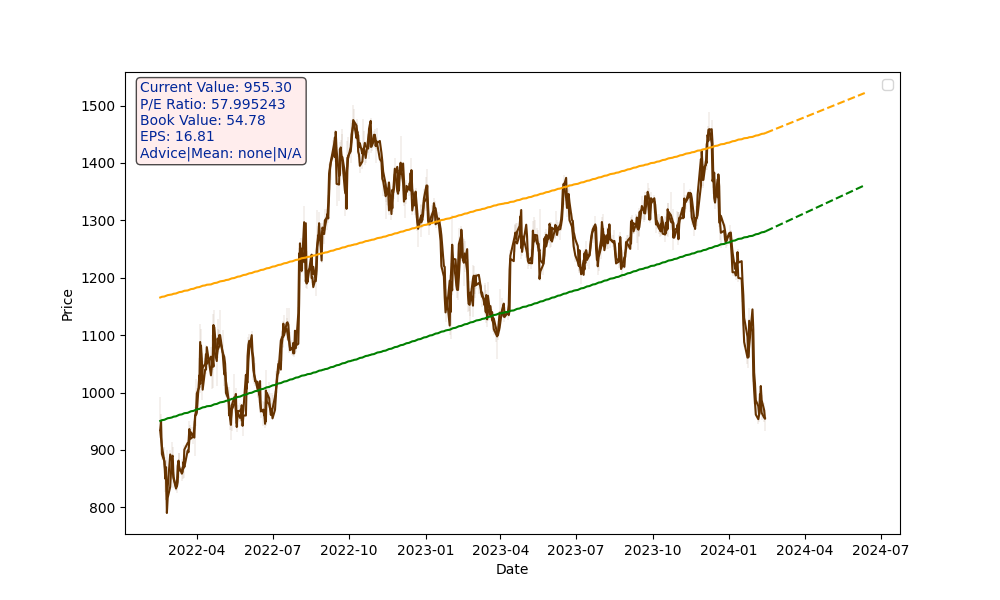 Current Value: 955.30
P/E Ratio: 57.995243
Book Value: 54.78
EPS: 16.81
Advice|Mean: none|N/A
1500
1400
1300
1200
1100
1000
900
800
Price
2022-04 2022-07 2022-10 2023-01 2023-04 2023-07 2023-10 2024-01 2024-04 2024-07
Date